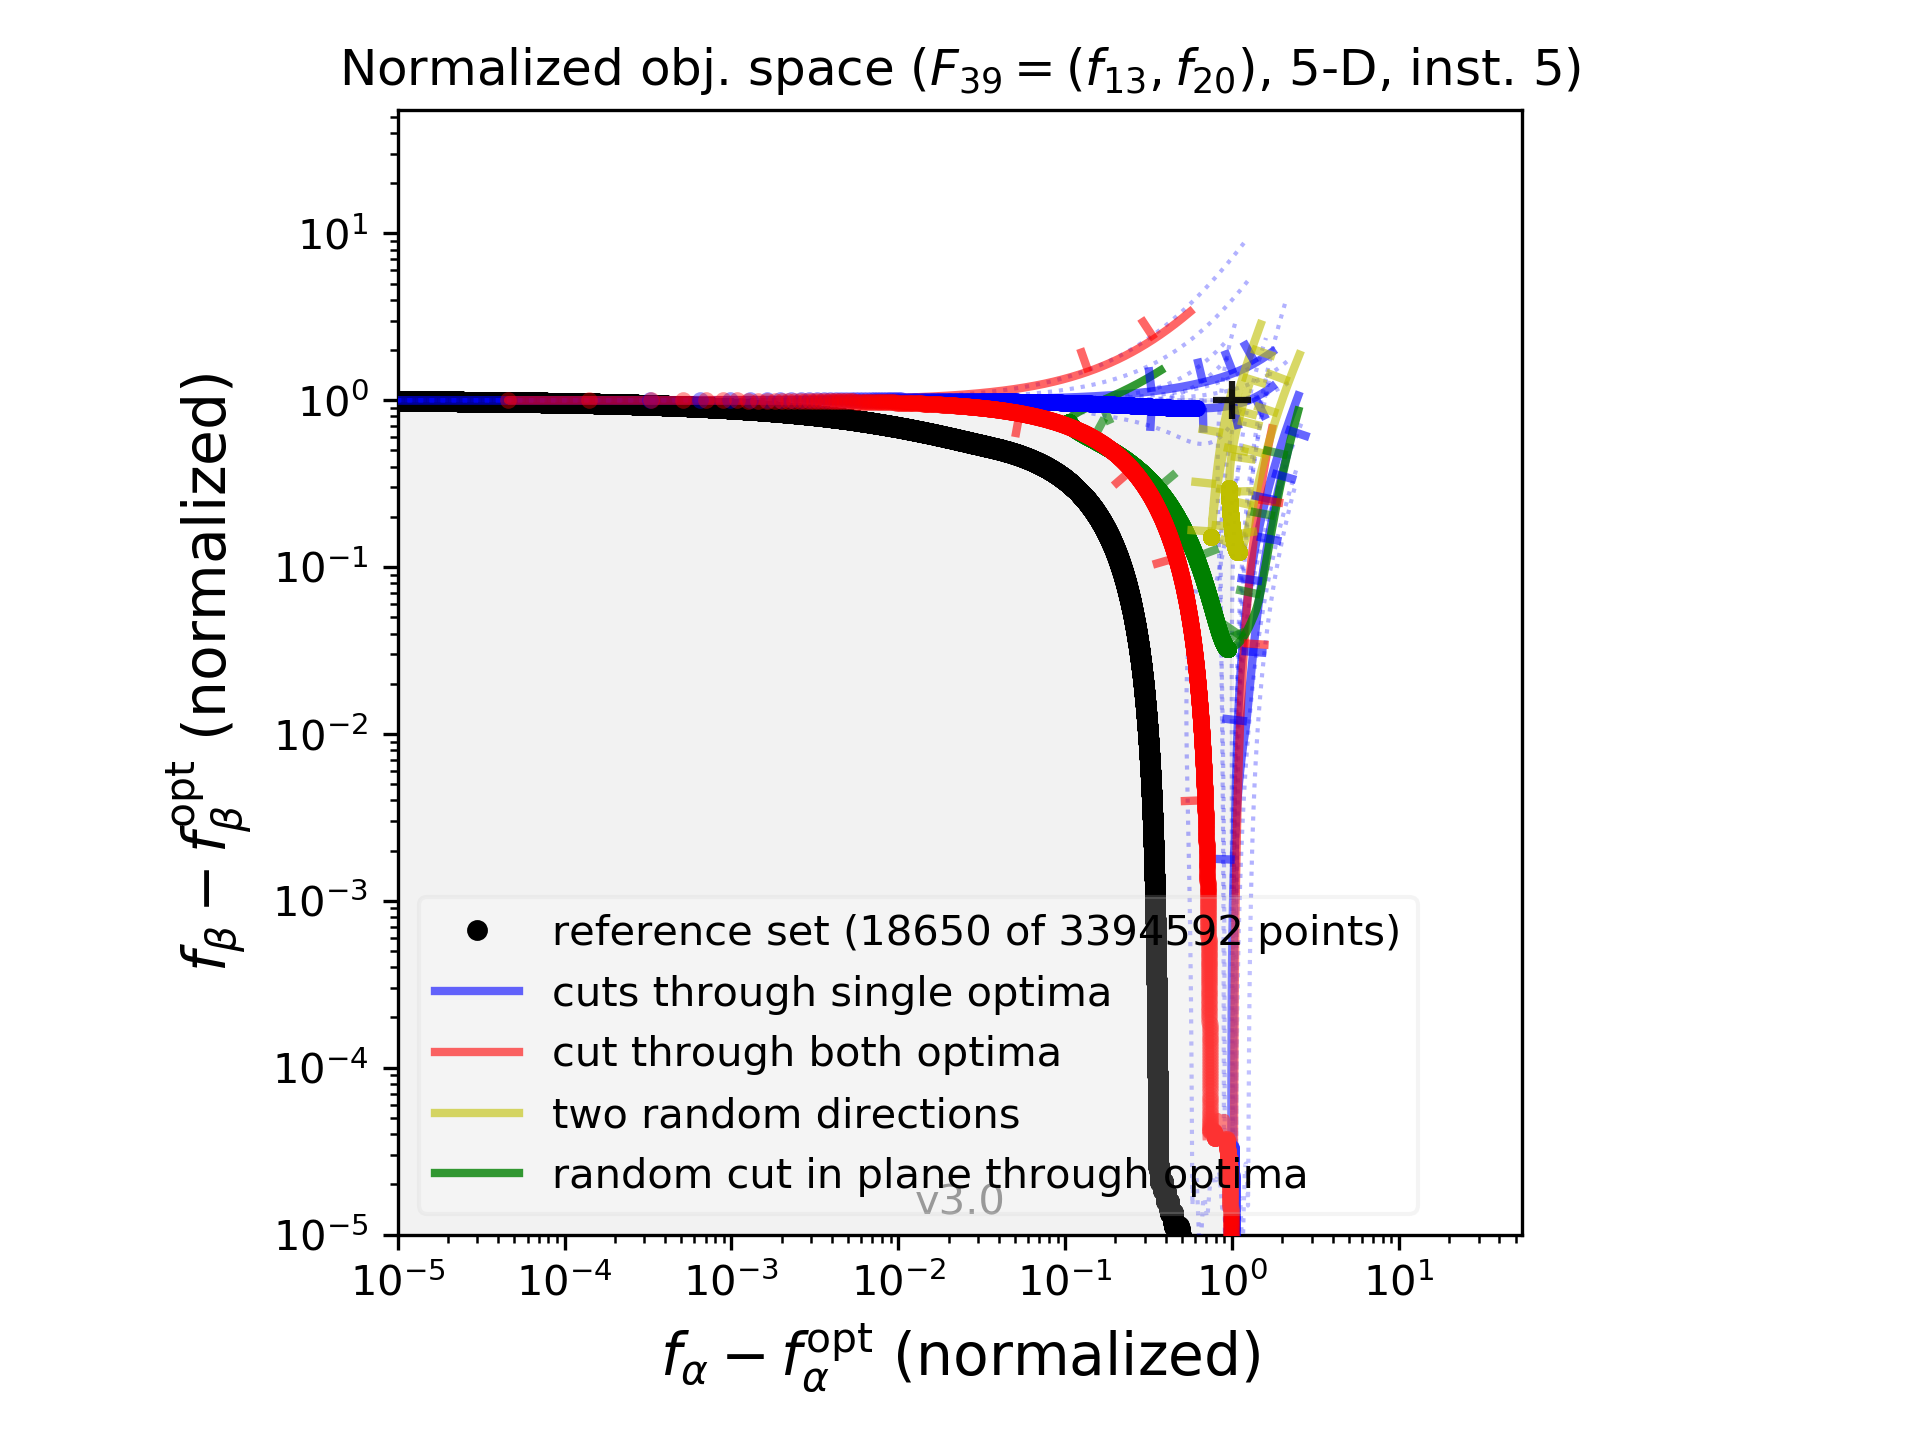 Normalized obj. space (F₃₉ = (f₁₃, f₂₀), 5-D, inst. 5)
f_β − f_β^opt (normalized)
10¹
10⁰
10⁻¹
10⁻²
10⁻³
10⁻⁴
10⁻⁵
reference set (18650 of 3394592 points)
cuts through single optima
cut through both optima
two random directions
random cut in plane through optima
v3.0
10⁻⁵ 10⁻⁴ 10⁻³ 10⁻² 10⁻¹ 10⁰ 10¹
f_α − f_α^opt (normalized)